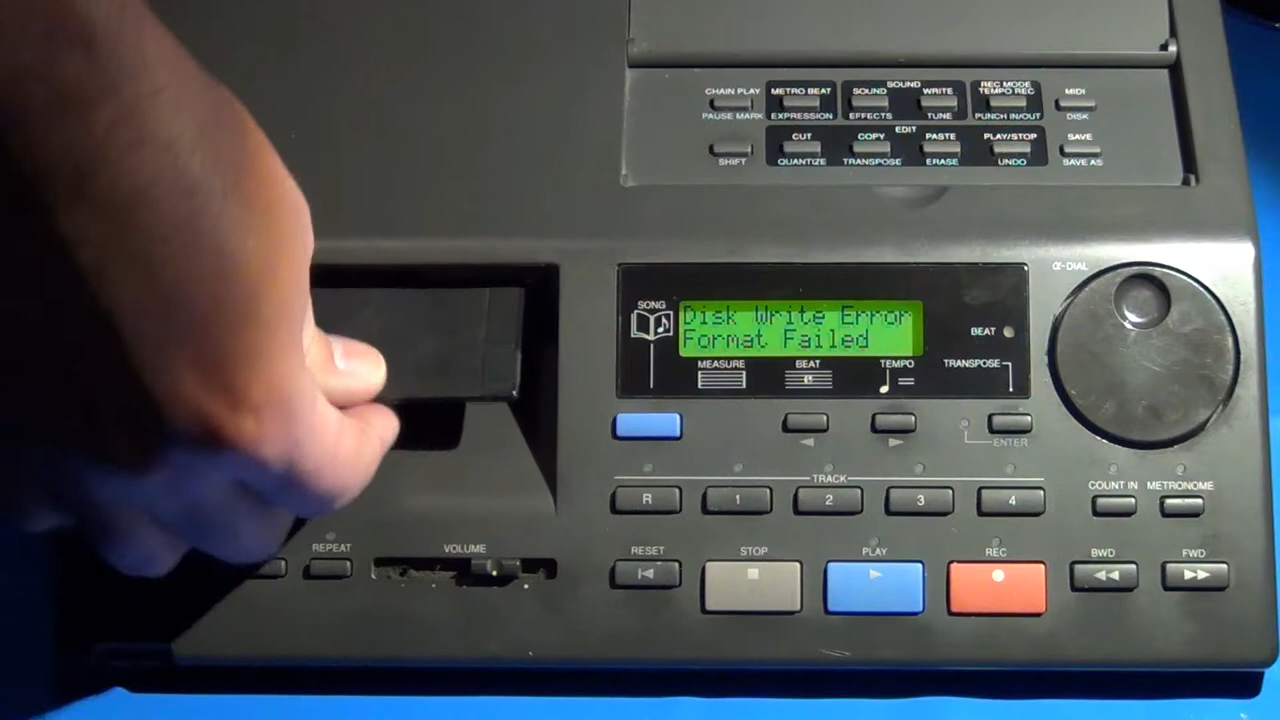 CHAIN PLAY
PAUSE MARK
METRO BEAT
EXPRESSION
SOUND
SOUND
EFFECTS
WRITE
TUNE
REC MODE
TEMPO REC
PUNCH IN/OUT
MIDI
DISK
SHIFT
EDIT
CUT
QUANTIZE
COPY
TRANSPOSE
PASTE
ERASE
PLAY/STOP
UNDO
SAVE
SAVE AS
SONG
Disk Write Error
Format Failed
BEAT
MEASURE
BEAT
TEMPO
TRANSPOSE
α-DIAL
ENTER
TRACK
R
1
2
3
4
COUNT IN
METRONOME
REPEAT
VOLUME
RESET
STOP
PLAY
REC
BWD
FWD